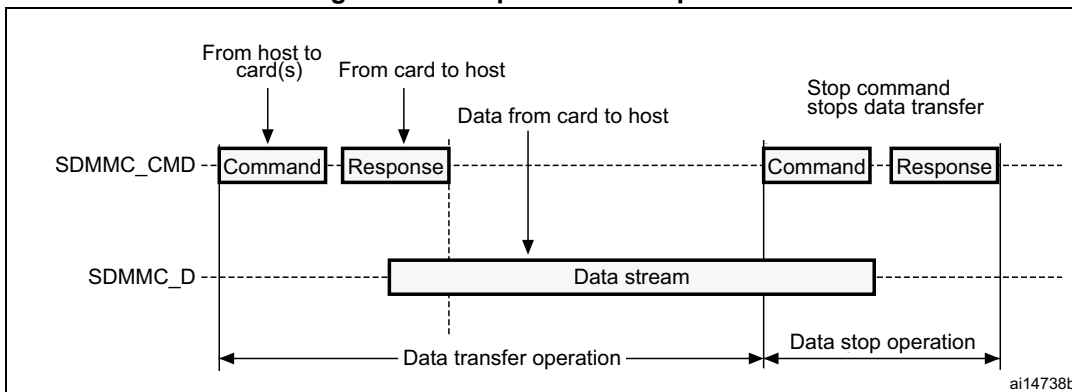 From host to
card(s)
From card to host
Data from card to host
Stop command
stops data transfer
SDMMC_CMD
Command
Response
Command
Response
SDMMC_D
Data stream
Data transfer operation
Data stop operation
ai14738b